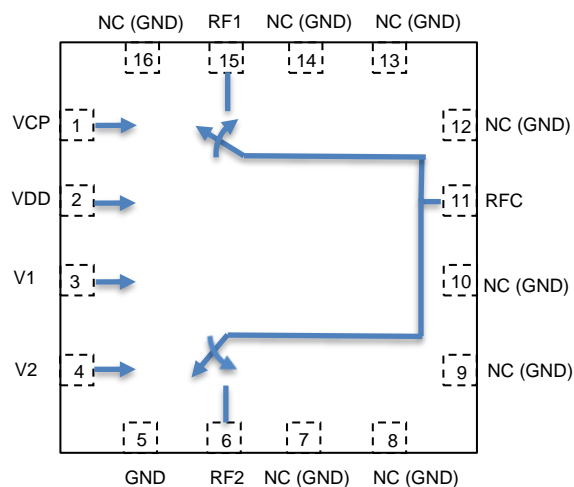 NC (GND) RF1 NC (GND) NC (GND)
16 15 14 13
VCP 1 12 NC (GND)
VDD 2 11 RFC
V1 3 10 NC (GND)
V2 4 9 NC (GND)
5 6 7 8
GND RF2 NC (GND) NC (GND)